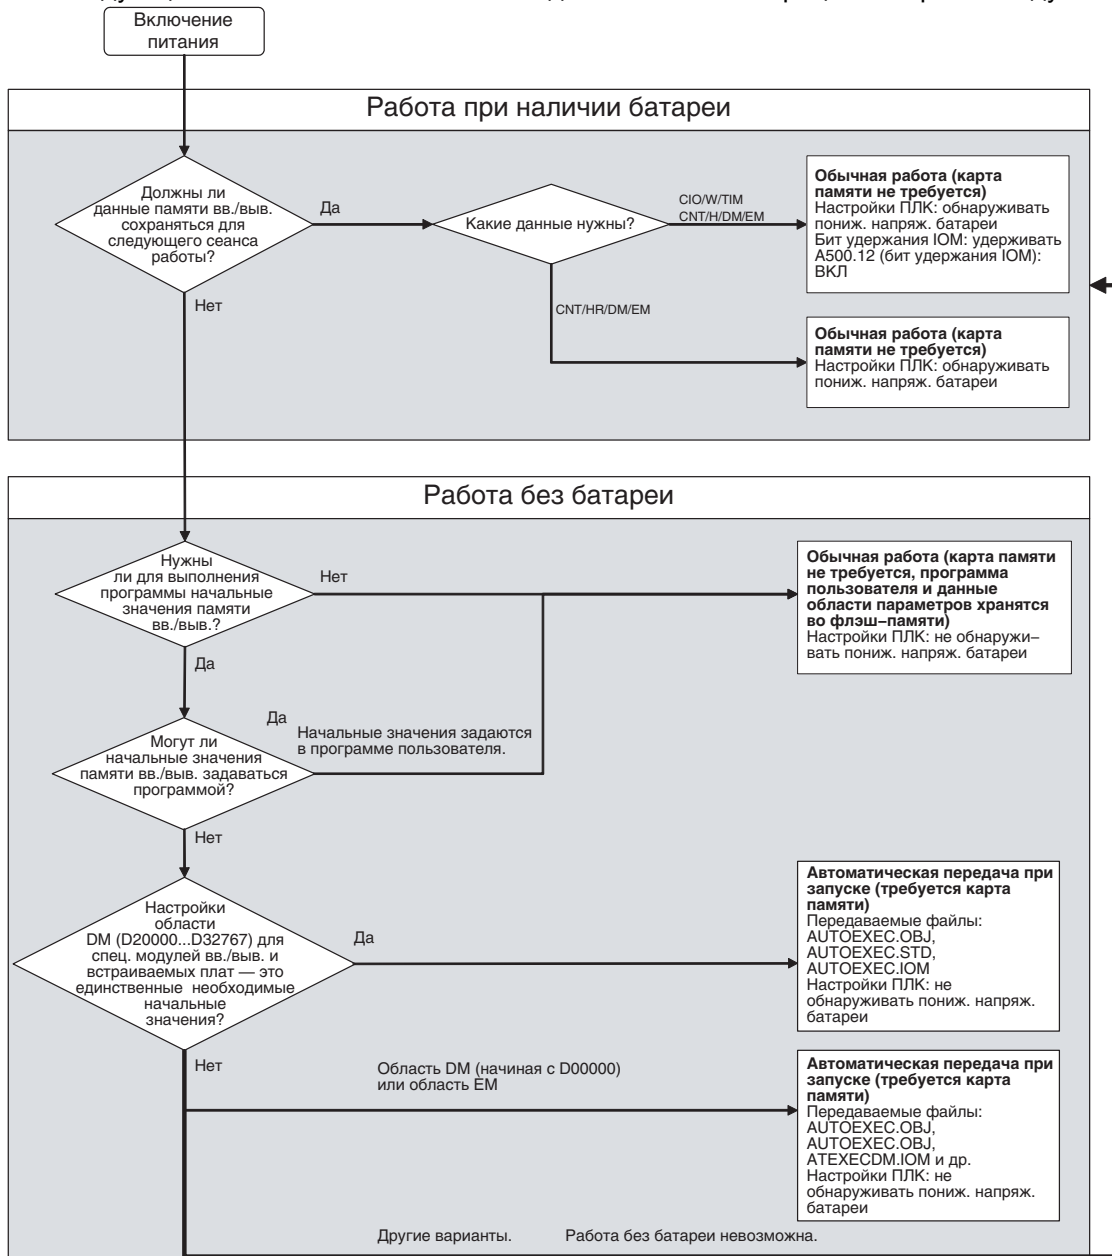 Включение
питания
Работа при наличии батареи
Должны ли
данные памяти вв./выв.
сохраняться для
следующего сеанса
работы?
Да
Какие данные нужны?
CIO/W/TIM
CNT/H/DM/EM
Обычная работа (карта
памяти не требуется)
Настройки ПЛК: обнаруживать
пониж. напряж. батареи
Бит удержания IOM: удерживать
A500.12 (бит удержания IOM):
ВКЛ
Нет
CNT/HR/DM/EM
Обычная работа (карта
памяти не требуется)
Настройки ПЛК: обнаруживать
пониж. напряж. батареи
Работа без батареи
Нужны
ли для выполнения
программы начальные
значения памяти
вв./выв.?
Нет
Обычная работа (карта памяти
не требуется, программа
пользователя и данные
области параметров хранятся
во флэш–памяти)
Настройки ПЛК: не обнаружи–
вать пониж. напряж. батареи
Да
Да
Начальные значения задаются
в программе пользователя.
Могут ли
начальные значения
памяти вв./выв. задаваться
программой?
Нет
Настройки
области
DM (D20000...D32767) для
спец. модулей вв./выв. и
встраиваемых плат — это
единственные необходимые
начальные
значения?
Да
Автоматическая передача при
запуске (требуется карта
памяти)
Передаваемые файлы:
AUTOEXEC.OBJ,
AUTOEXEC.STD,
AUTOEXEC.IOM
Настройки ПЛК: не
обнаруживать пониж. напряж.
батареи
Нет
Область DM (начиная с D00000)
или область EM
Автоматическая передача при
запуске (требуется карта
памяти)
Передаваемые файлы:
AUTOEXEC.OBJ,
AUTOEXEC.OBJ,
ATEXECDM.IOM и др.
Настройки ПЛК: не
обнаруживать пониж. напряж.
батареи
Другие варианты. Работа без батареи невозможна.